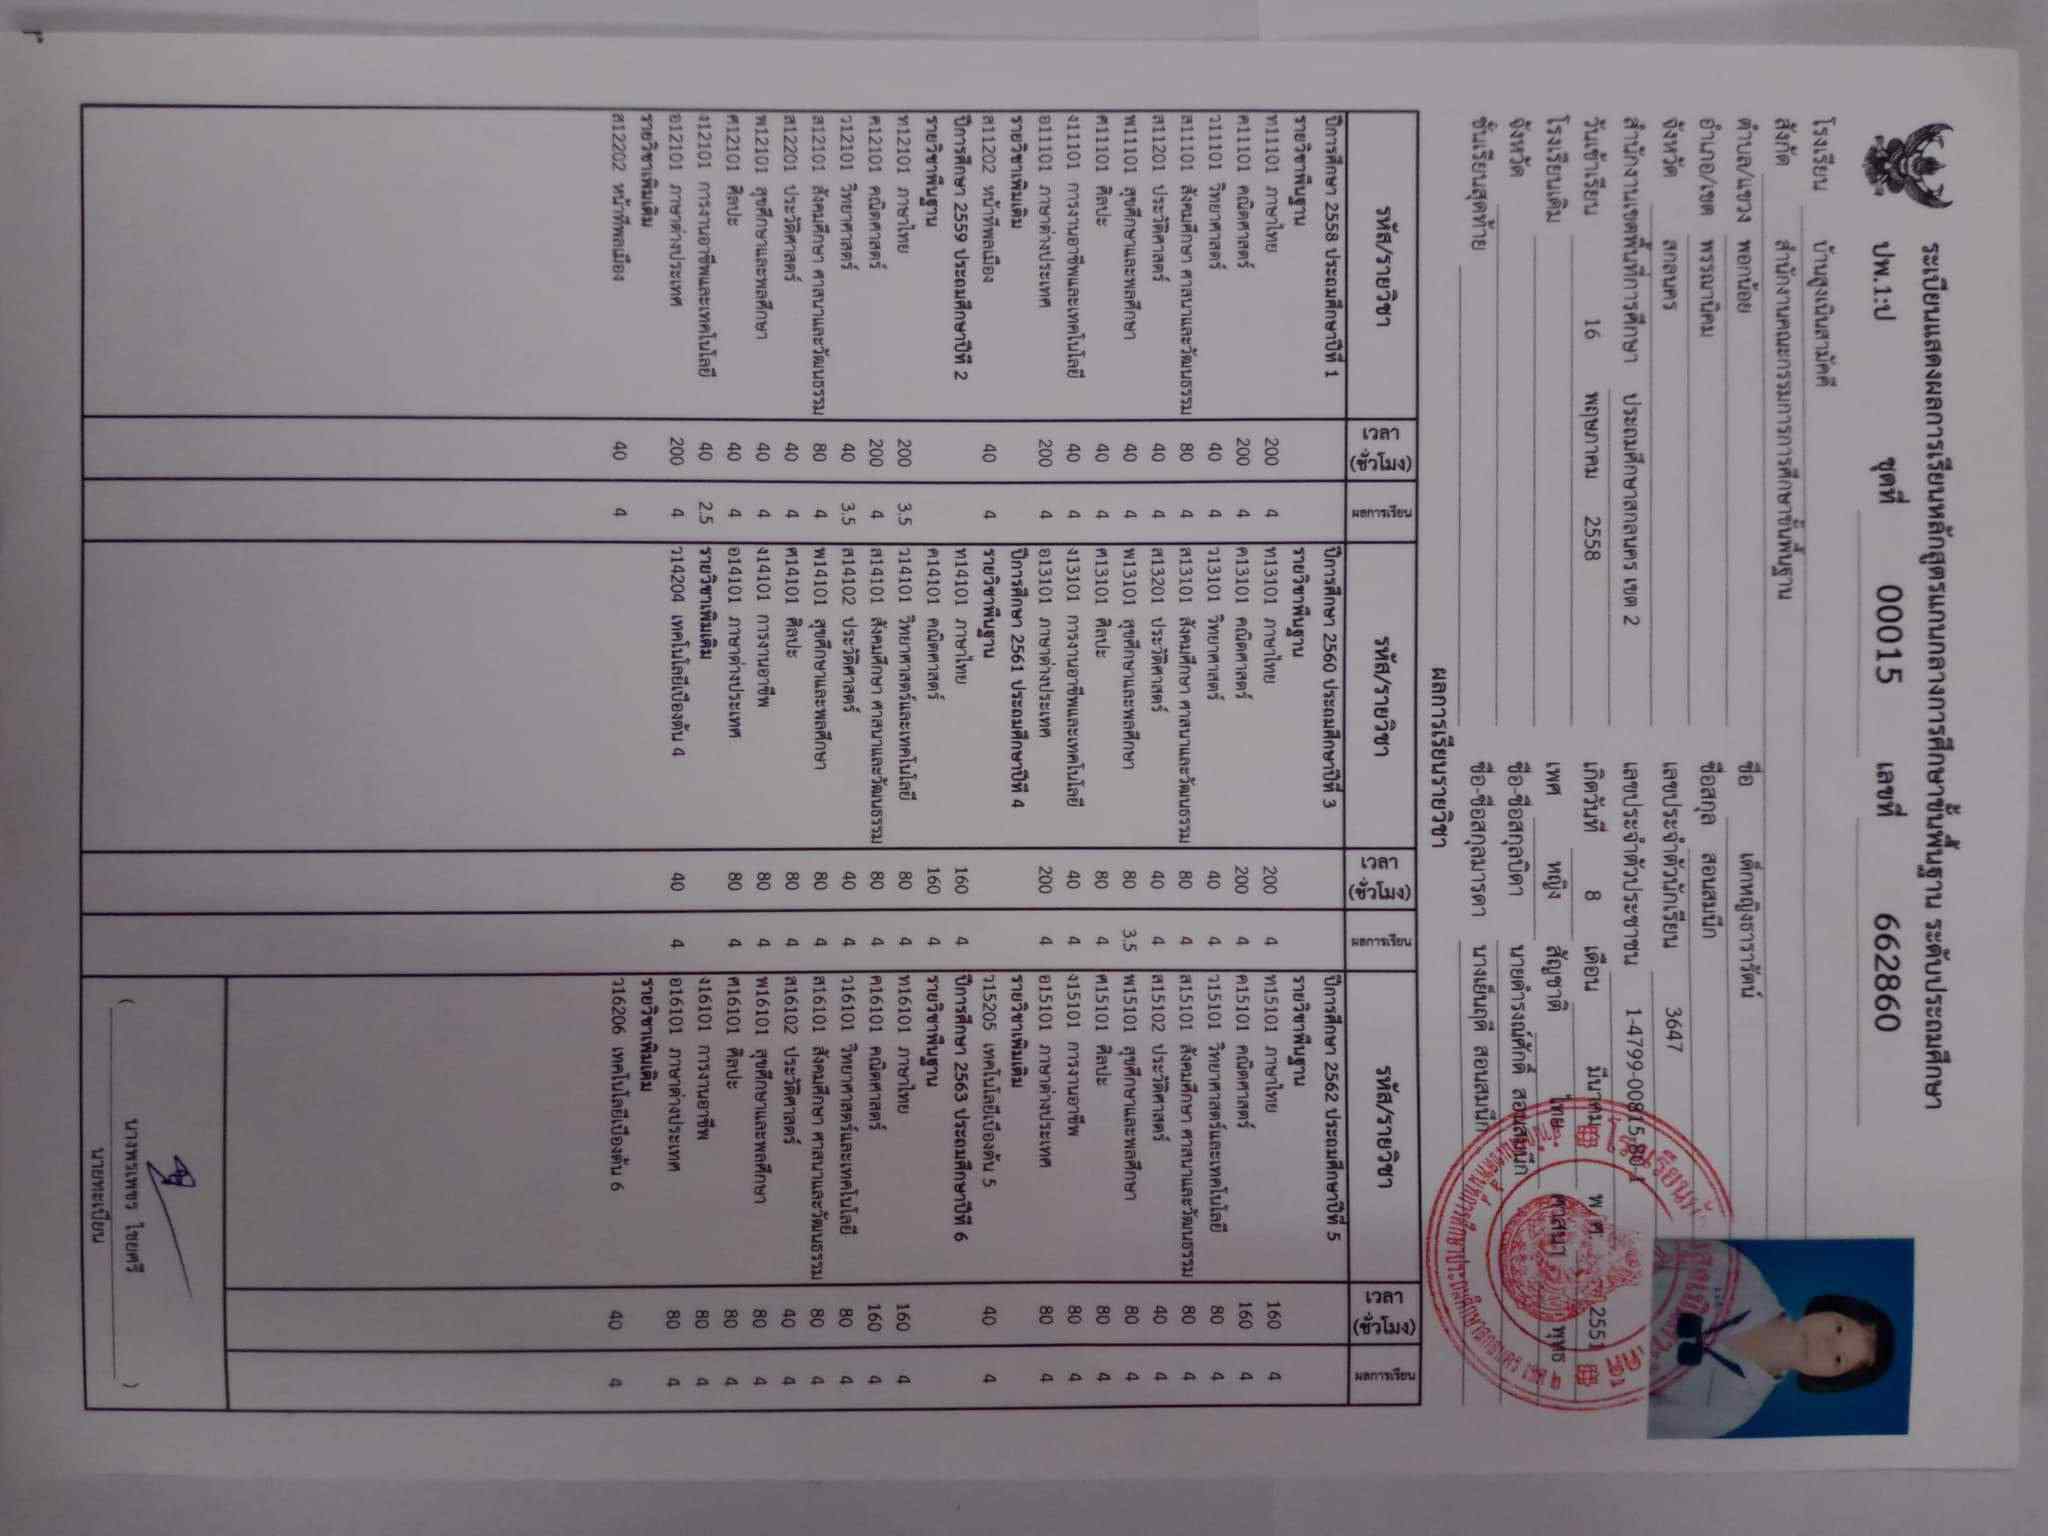 ระเบียนแสดงผลการเรียนหลักสูตรแกนกลางการศึกษาขั้นพื้นฐาน ระดับประถมศึกษา
ปพ.1:ป ชุดที่ 00015 เลขที่ 662860
โรงเรียน บ้านสูงเนินสามัคคี
สังกัด สำนักงานคณะกรรมการการศึกษาขั้นพื้นฐาน
ตำบล/แขวง พอกน้อย
อำเภอ/เขต พรรณานิคม
จังหวัด สกลนคร
สำนักงานเขตพื้นที่การศึกษา ประถมศึกษาสกลนคร เขต 2
วันเข้าเรียน 16 พฤษภาคม 2558
โรงเรียนเดิม
จังหวัด
ชั้นเรียนสุดท้าย
ชื่อ เด็กหญิงธารารัตน์
ชื่อสกุล สอนสมนึก
เลขประจำตัวนักเรียน 3647
เลขประจำตัวประชาชน 1-4799-00815-80-1
เกิดวันที่ 8 เดือน มีนาคม พ.ศ. 2551
เพศ หญิง สัญชาติ ไทย ศาสนา พุทธ
ชื่อ-ชื่อสกุลบิดา นายดำรงณ์ศักดิ์ สอนสมนึก
ชื่อ-ชื่อสกุลมารดา นางเย็นฤดี สอนสมนึก
ผลการเรียนรายวิชา
รหัส/รายวิชา เวลา (ชั่วโมง) ผลการเรียน
ปีการศึกษา 2558 ประถมศึกษาปีที่ 1
รายวิชาพื้นฐาน
ท11101 ภาษาไทย 200 4
ค11101 คณิตศาสตร์ 200 4
ว11101 วิทยาศาสตร์ 40 4
ส11101 สังคมศึกษา ศาสนาและวัฒนธรรม 80 4
ส11201 ประวัติศาสตร์ 40 4
พ11101 สุขศึกษาและพลศึกษา 40 4
ศ11101 ศิลปะ 40 4
ง11101 การงานอาชีพและเทคโนโลยี 40 4
อ11101 ภาษาต่างประเทศ 200 4
รายวิชาเพิ่มเติม
ส11202 หน้าที่พลเมือง 40 4
ปีการศึกษา 2559 ประถมศึกษาปีที่ 2
รายวิชาพื้นฐาน
ท12101 ภาษาไทย 200 3.5
ค12101 คณิตศาสตร์ 200 4
ว12101 วิทยาศาสตร์ 40 3.5
ส12101 สังคมศึกษา ศาสนาและวัฒนธรรม 80 4
ส12201 ประวัติศาสตร์ 40 4
พ12101 สุขศึกษาและพลศึกษา 40 4
ศ12101 ศิลปะ 40 4
ง12101 การงานอาชีพและเทคโนโลยี 40 2.5
อ12101 ภาษาต่างประเทศ 200 4
รายวิชาเพิ่มเติม
ส12202 หน้าที่พลเมือง 40 4
รหัส/รายวิชา เวลา (ชั่วโมง) ผลการเรียน
ปีการศึกษา 2560 ประถมศึกษาปีที่ 3
รายวิชาพื้นฐาน
ท13101 ภาษาไทย 200 4
ค13101 คณิตศาสตร์ 200 4
ว13101 วิทยาศาสตร์ 40 4
ส13101 สังคมศึกษา ศาสนาและวัฒนธรรม 80 4
ส13201 ประวัติศาสตร์ 40 4
พ13101 สุขศึกษาและพลศึกษา 80 3.5
ศ13101 ศิลปะ 80 4
ง13101 การงานอาชีพและเทคโนโลยี 40 4
อ13101 ภาษาต่างประเทศ 200 4
ปีการศึกษา 2561 ประถมศึกษาปีที่ 4
รายวิชาพื้นฐาน
ท14101 ภาษาไทย 160 4
ค14101 คณิตศาสตร์ 160 4
ว14101 วิทยาศาสตร์และเทคโนโลยี 80 4
ส14101 สังคมศึกษา ศาสนาและวัฒนธรรม 80 4
ส14102 ประวัติศาสตร์ 40 4
พ14101 สุขศึกษาและพลศึกษา 80 4
ศ14101 ศิลปะ 80 4
ง14101 การงานอาชีพ 80 4
อ14101 ภาษาต่างประเทศ 80 4
รายวิชาเพิ่มเติม
ว14204 เทคโนโลยีเบื้องต้น 4 40 4
รหัส/รายวิชา เวลา (ชั่วโมง) ผลการเรียน
ปีการศึกษา 2562 ประถมศึกษาปีที่ 5
รายวิชาพื้นฐาน
ท15101 ภาษาไทย 160 4
ค15101 คณิตศาสตร์ 160 4
ว15101 วิทยาศาสตร์และเทคโนโลยี 80 4
ส15101 สังคมศึกษา ศาสนาและวัฒนธรรม 80 4
ส15102 ประวัติศาสตร์ 40 4
พ15101 สุขศึกษาและพลศึกษา 80 4
ศ15101 ศิลปะ 80 4
ง15101 การงานอาชีพ 80 4
อ15101 ภาษาต่างประเทศ 80 4
รายวิชาเพิ่มเติม
ว15205 เทคโนโลยีเบื้องต้น 5 40 4
ปีการศึกษา 2563 ประถมศึกษาปีที่ 6
รายวิชาพื้นฐาน
ท16101 ภาษาไทย 160 4
ค16101 คณิตศาสตร์ 160 4
ว16101 วิทยาศาสตร์และเทคโนโลยี 80 4
ส16101 สังคมศึกษา ศาสนาและวัฒนธรรม 80 4
ส16102 ประวัติศาสตร์ 40 4
พ16101 สุขศึกษาและพลศึกษา 80 4
ศ16101 ศิลปะ 80 4
ง16101 การงานอาชีพ 80 4
อ16101 ภาษาต่างประเทศ 80 4
รายวิชาเพิ่มเติม
ว16206 เทคโนโลยีเบื้องต้น 6 40 4
( นางพรเพชร ไชยศรี )
นายทะเบียน